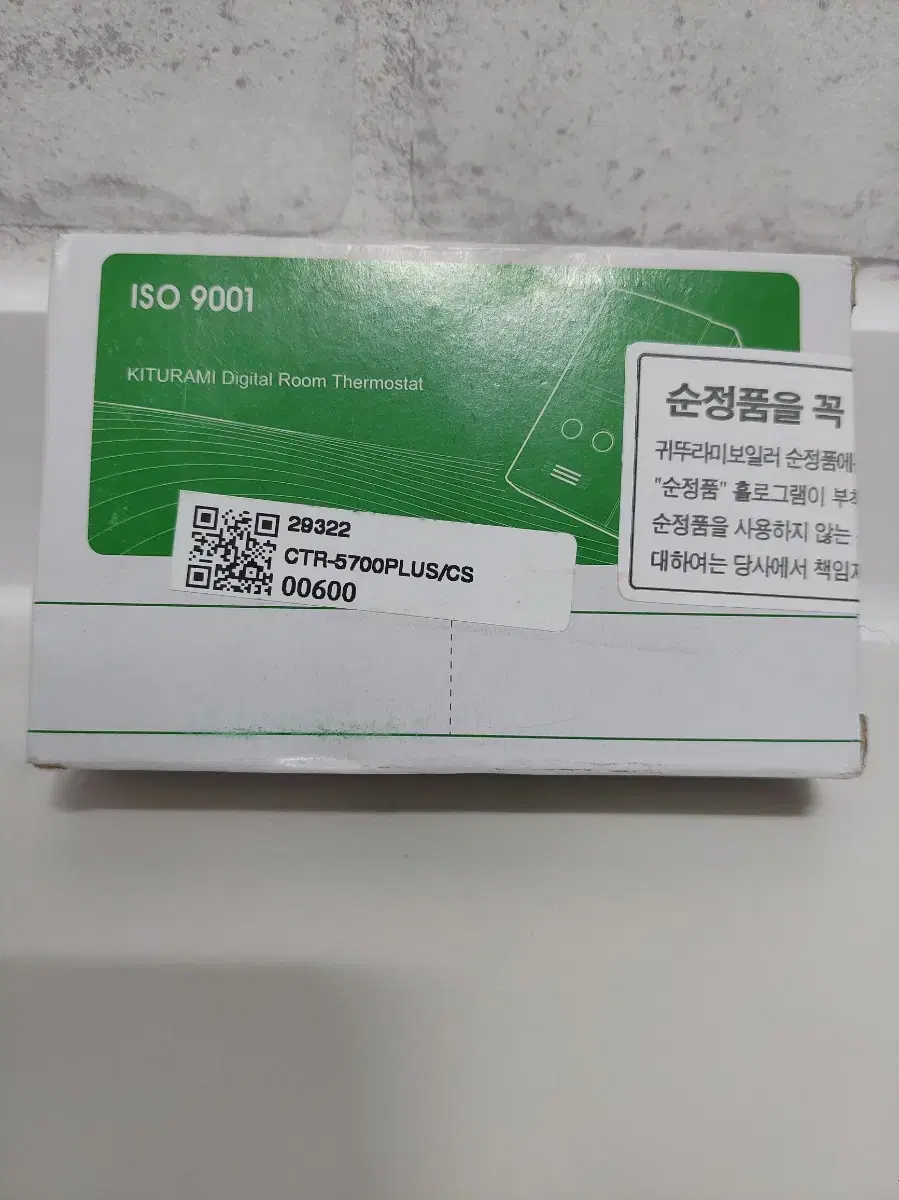 ISO 9001
KITURAMI Digital Room Thermostat
순정품을 꼭
귀뚜라미보일러 순정품에
"순정품" 홀로그램이 부착
순정품을 사용하지 않는
대하여는 당사에서 책임
29322
CTR-5700PLUS/CS
00600